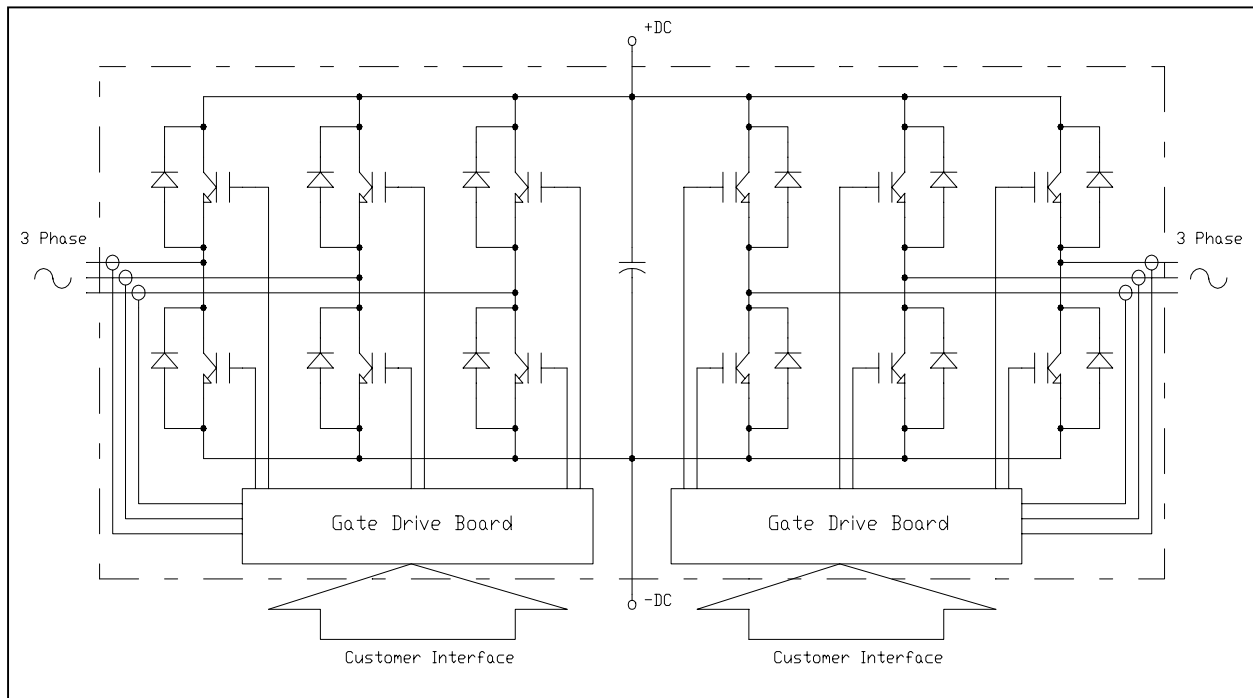 +DC
3 Phase
3 Phase
Gate Drive Board
Gate Drive Board
-DC
Customer Interface
Customer Interface